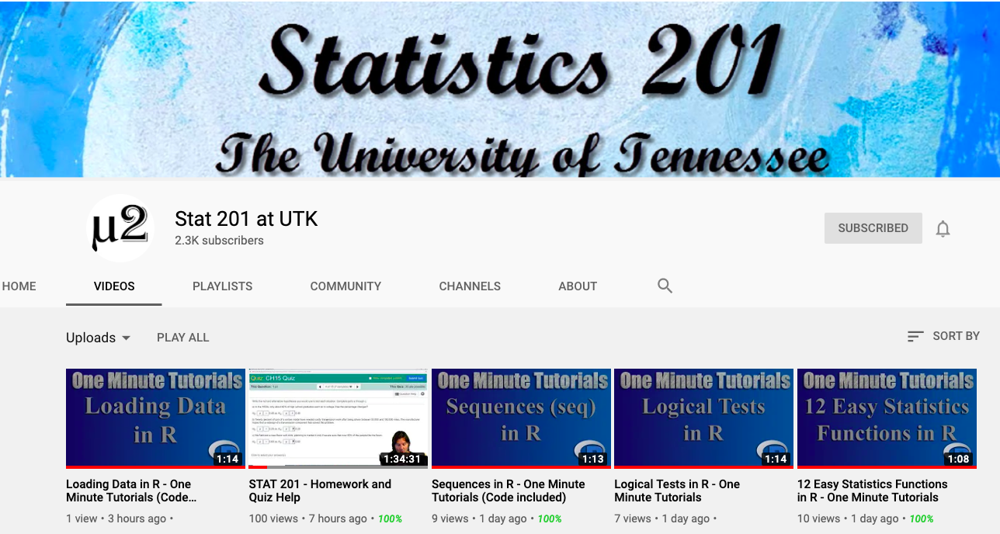 Statistics 201
The University of Tennessee
μ2
Stat 201 at UTK
2.3K subscribers
SUBSCRIBED
HOME
VIDEOS
PLAYLISTS
COMMUNITY
CHANNELS
ABOUT
Uploads
PLAY ALL
SORT BY
One Minute Tutorials
Loading Data
in R
1:14
Loading Data in R - One
Minute Tutorials (Code...
1 view • 3 hours ago •
Quiz: CH15 Quiz
1:34:31
STAT 201 - Homework and
Quiz Help
100 views • 7 hours ago • 100%
One Minute Tutorials
Sequences (seq)
in R
1:13
Sequences in R - One Minute
Tutorials (Code included)
9 views • 1 day ago • 100%
One Minute Tutorials
Logical Tests
in R
1:14
Logical Tests in R - One
Minute Tutorials
7 views • 1 day ago •
One Minute Tutorials
12 Easy Statistics
Functions in R
1:08
12 Easy Statistics Functions
in R - One Minute Tutorials
10 views • 1 day ago • 100%